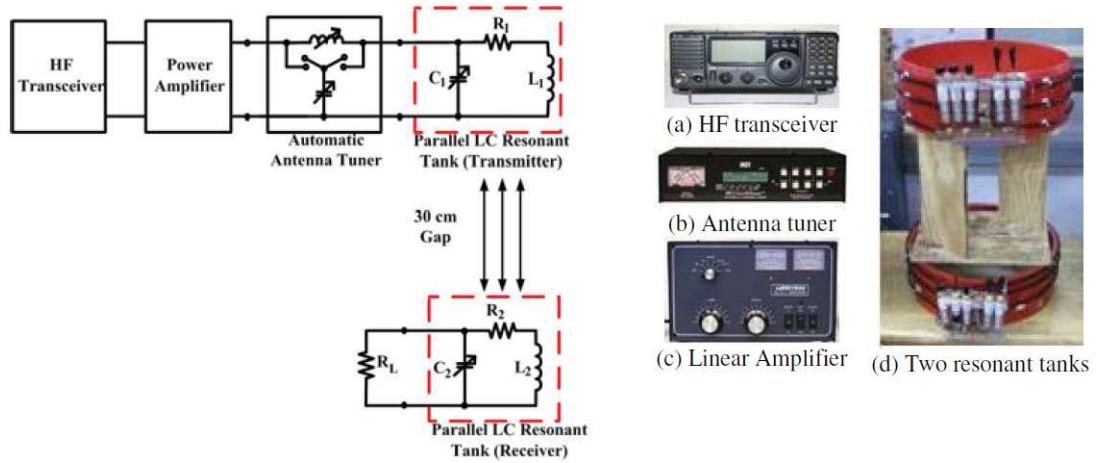 HF
Transceiver
Power
Amplifier
Automatic
Antenna Tuner
C1
R1
L1
Parallel LC Resonant
Tank (Transmitter)
30 cm
Gap
RL
C2
R2
L2
Parallel LC Resonant
Tank (Receiver)
(a) HF transceiver
(b) Antenna tuner
(c) Linear Amplifier
(d) Two resonant tanks